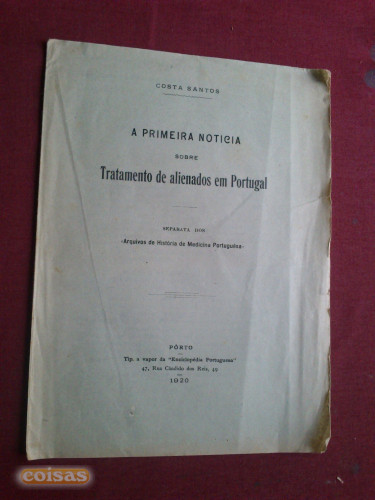 COSTA SANTOS
A PRIMEIRA NOTICIA
SOBRE
Tratamento de alienados em Portugal
SEPARATA DOS
«Arquivos de História de Medicina Portuguesa»
PÔRTO
Tip. a vapor da "Enciclopédia Portuguesa"
47, Rua Cândido dos Reis, 49
1920
coisas